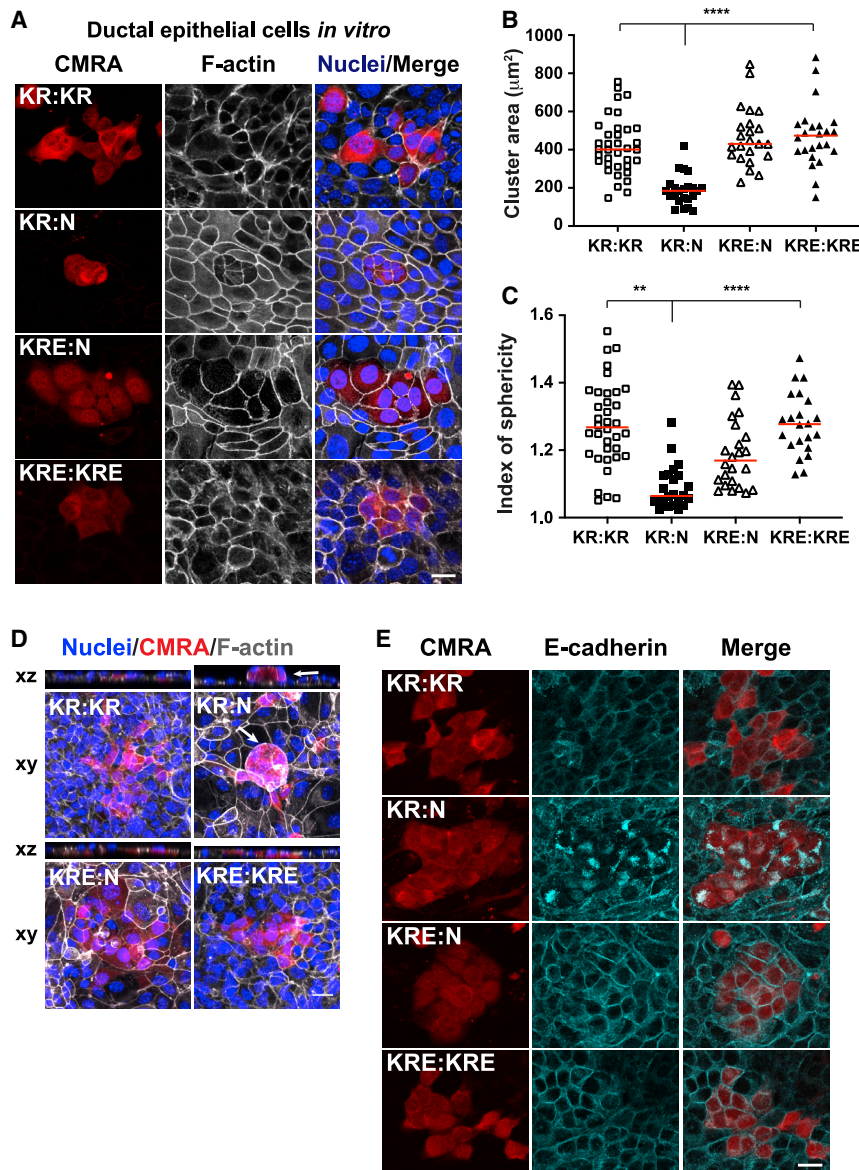 A
Ductal epithelial cells in vitro
CMRA F-actin Nuclei/Merge
KR:KR
KR:N
KRE:N
KRE:KRE
B
****
Cluster area (μm²)
1000
800
600
400
200
0
KR:KR KR:N KRE:N KRE:KRE
C
** ****
Index of sphericity
1.6
1.4
1.2
1.0
KR:KR KR:N KRE:N KRE:KRE
D
Nuclei/CMRA/F-actin
xz
KR:KR KR:N
xy
xz
KRE:N KRE:KRE
xy
E
CMRA E-cadherin Merge
KR:KR
KR:N
KRE:N
KRE:KRE